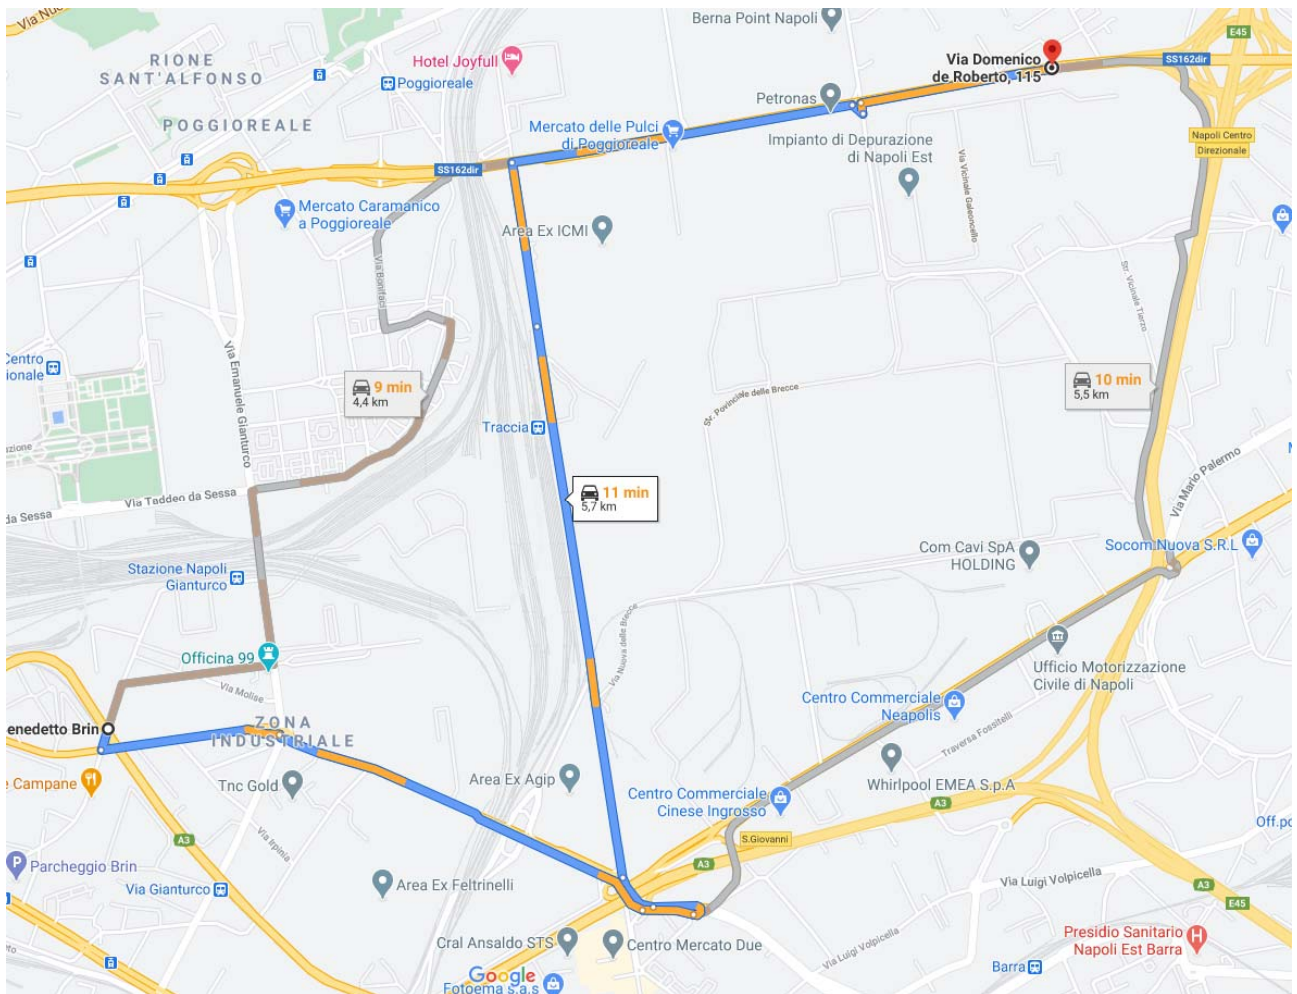 Via Nuo
Berna Point Napoli
E45
RIONE
SANT'ALFONSO
Hotel Joyfull
Via Domenico
de Roberto, 115
SS162dir
Poggioreale
Petronas
POGGIOREALE
Mercato delle Pulci
di Poggioreale
Impianto di Depurazione
di Napoli Est
Napoli Centro
Direzionale
SS162dir
Via Vicinale Galeoncello
Mercato Caramanico
a Poggioreale
Area Ex ICMI
Via Bonifaci
Str. Vicinale Tierzo
Centro
ionale
Via Emanuele Gianturco
9 min
4,4 km
10 min
5,5 km
Str. Povinciale delle Brecce
Traccia
uzione
Via Mario Palermo
11 min
5,7 km
Via Taddeo da Sessa
da Sessa
Com Cavi SpA
HOLDING
Socom Nuova S.R.L
Stazione Napoli
Gianturco
Via Nuova delle Brecce
Officina 99
Ufficio Motorizzazione
Civile di Napoli
Via Molise
Centro Commerciale
Neapolis
enedetto Brin
ZONA
INDUSTRIALE
Traversa Fossitelli
e Campane
Tnc Gold
Area Ex Agip
Whirlpool EMEA S.p.A
Centro Commerciale
Cinese Ingrosso
A3
Via Irpinia
Off.po
A3
S.Giovanni
Parcheggio Brin
A3
Via Luigi Volpicella
Via Gianturco
Area Ex Feltrinelli
A3
E45
Presidio Sanitario
Napoli Est Barra
Cral Ansaldo STS
Centro Mercato Due
Via Luigi Volpicella
Barra
Google
Fotoema s.a.s